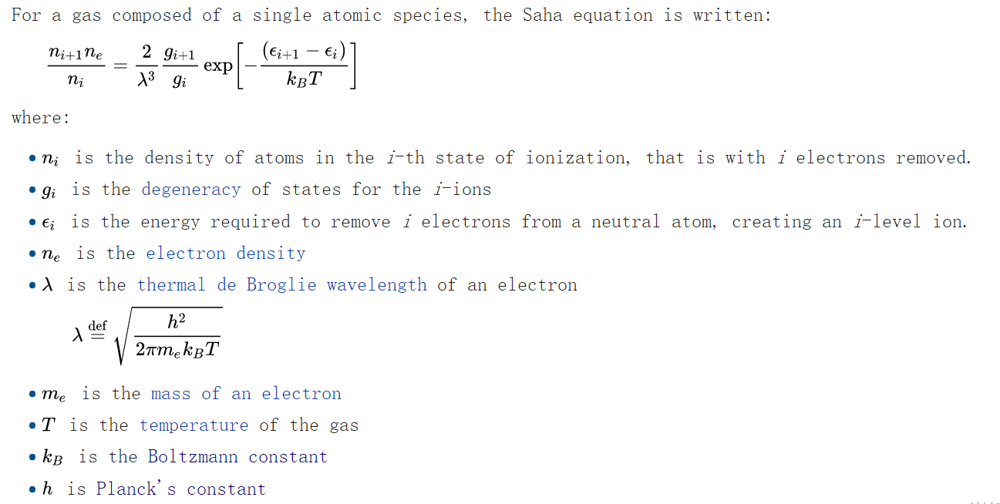 For a gas composed of a single atomic species, the Saha equation is written:
\frac{n_{i+1}n_e}{n_i} = \frac{2}{\lambda^3} \frac{g_{i+1}}{g_i} \exp\left[-\frac{(\epsilon_{i+1} - \epsilon_i)}{k_B T}\right]
where:
• n_i is the density of atoms in the i-th state of ionization, that is with i electrons removed.
• g_i is the degeneracy of states for the i-ions
• ϵ_i is the energy required to remove i electrons from a neutral atom, creating an i-level ion.
• n_e is the electron density
• λ is the thermal de Broglie wavelength of an electron
\lambda \overset{\text{def}}{=} \sqrt{\frac{h^2}{2\pi m_e k_B T}}
• m_e is the mass of an electron
• T is the temperature of the gas
• k_B is the Boltzmann constant
• h is Planck's constant